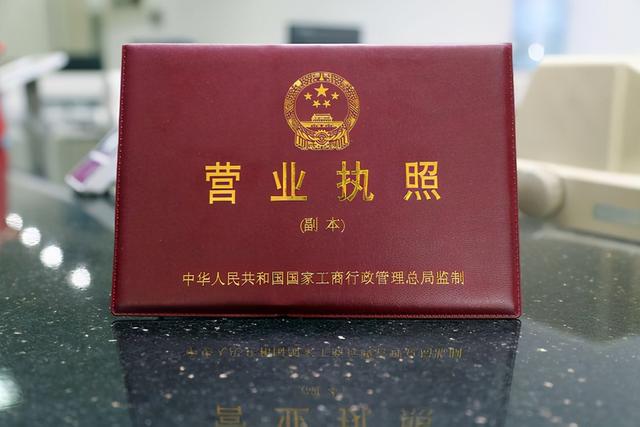 营业执照
(副本)
中华人民共和国国家工商行政管理总局监制